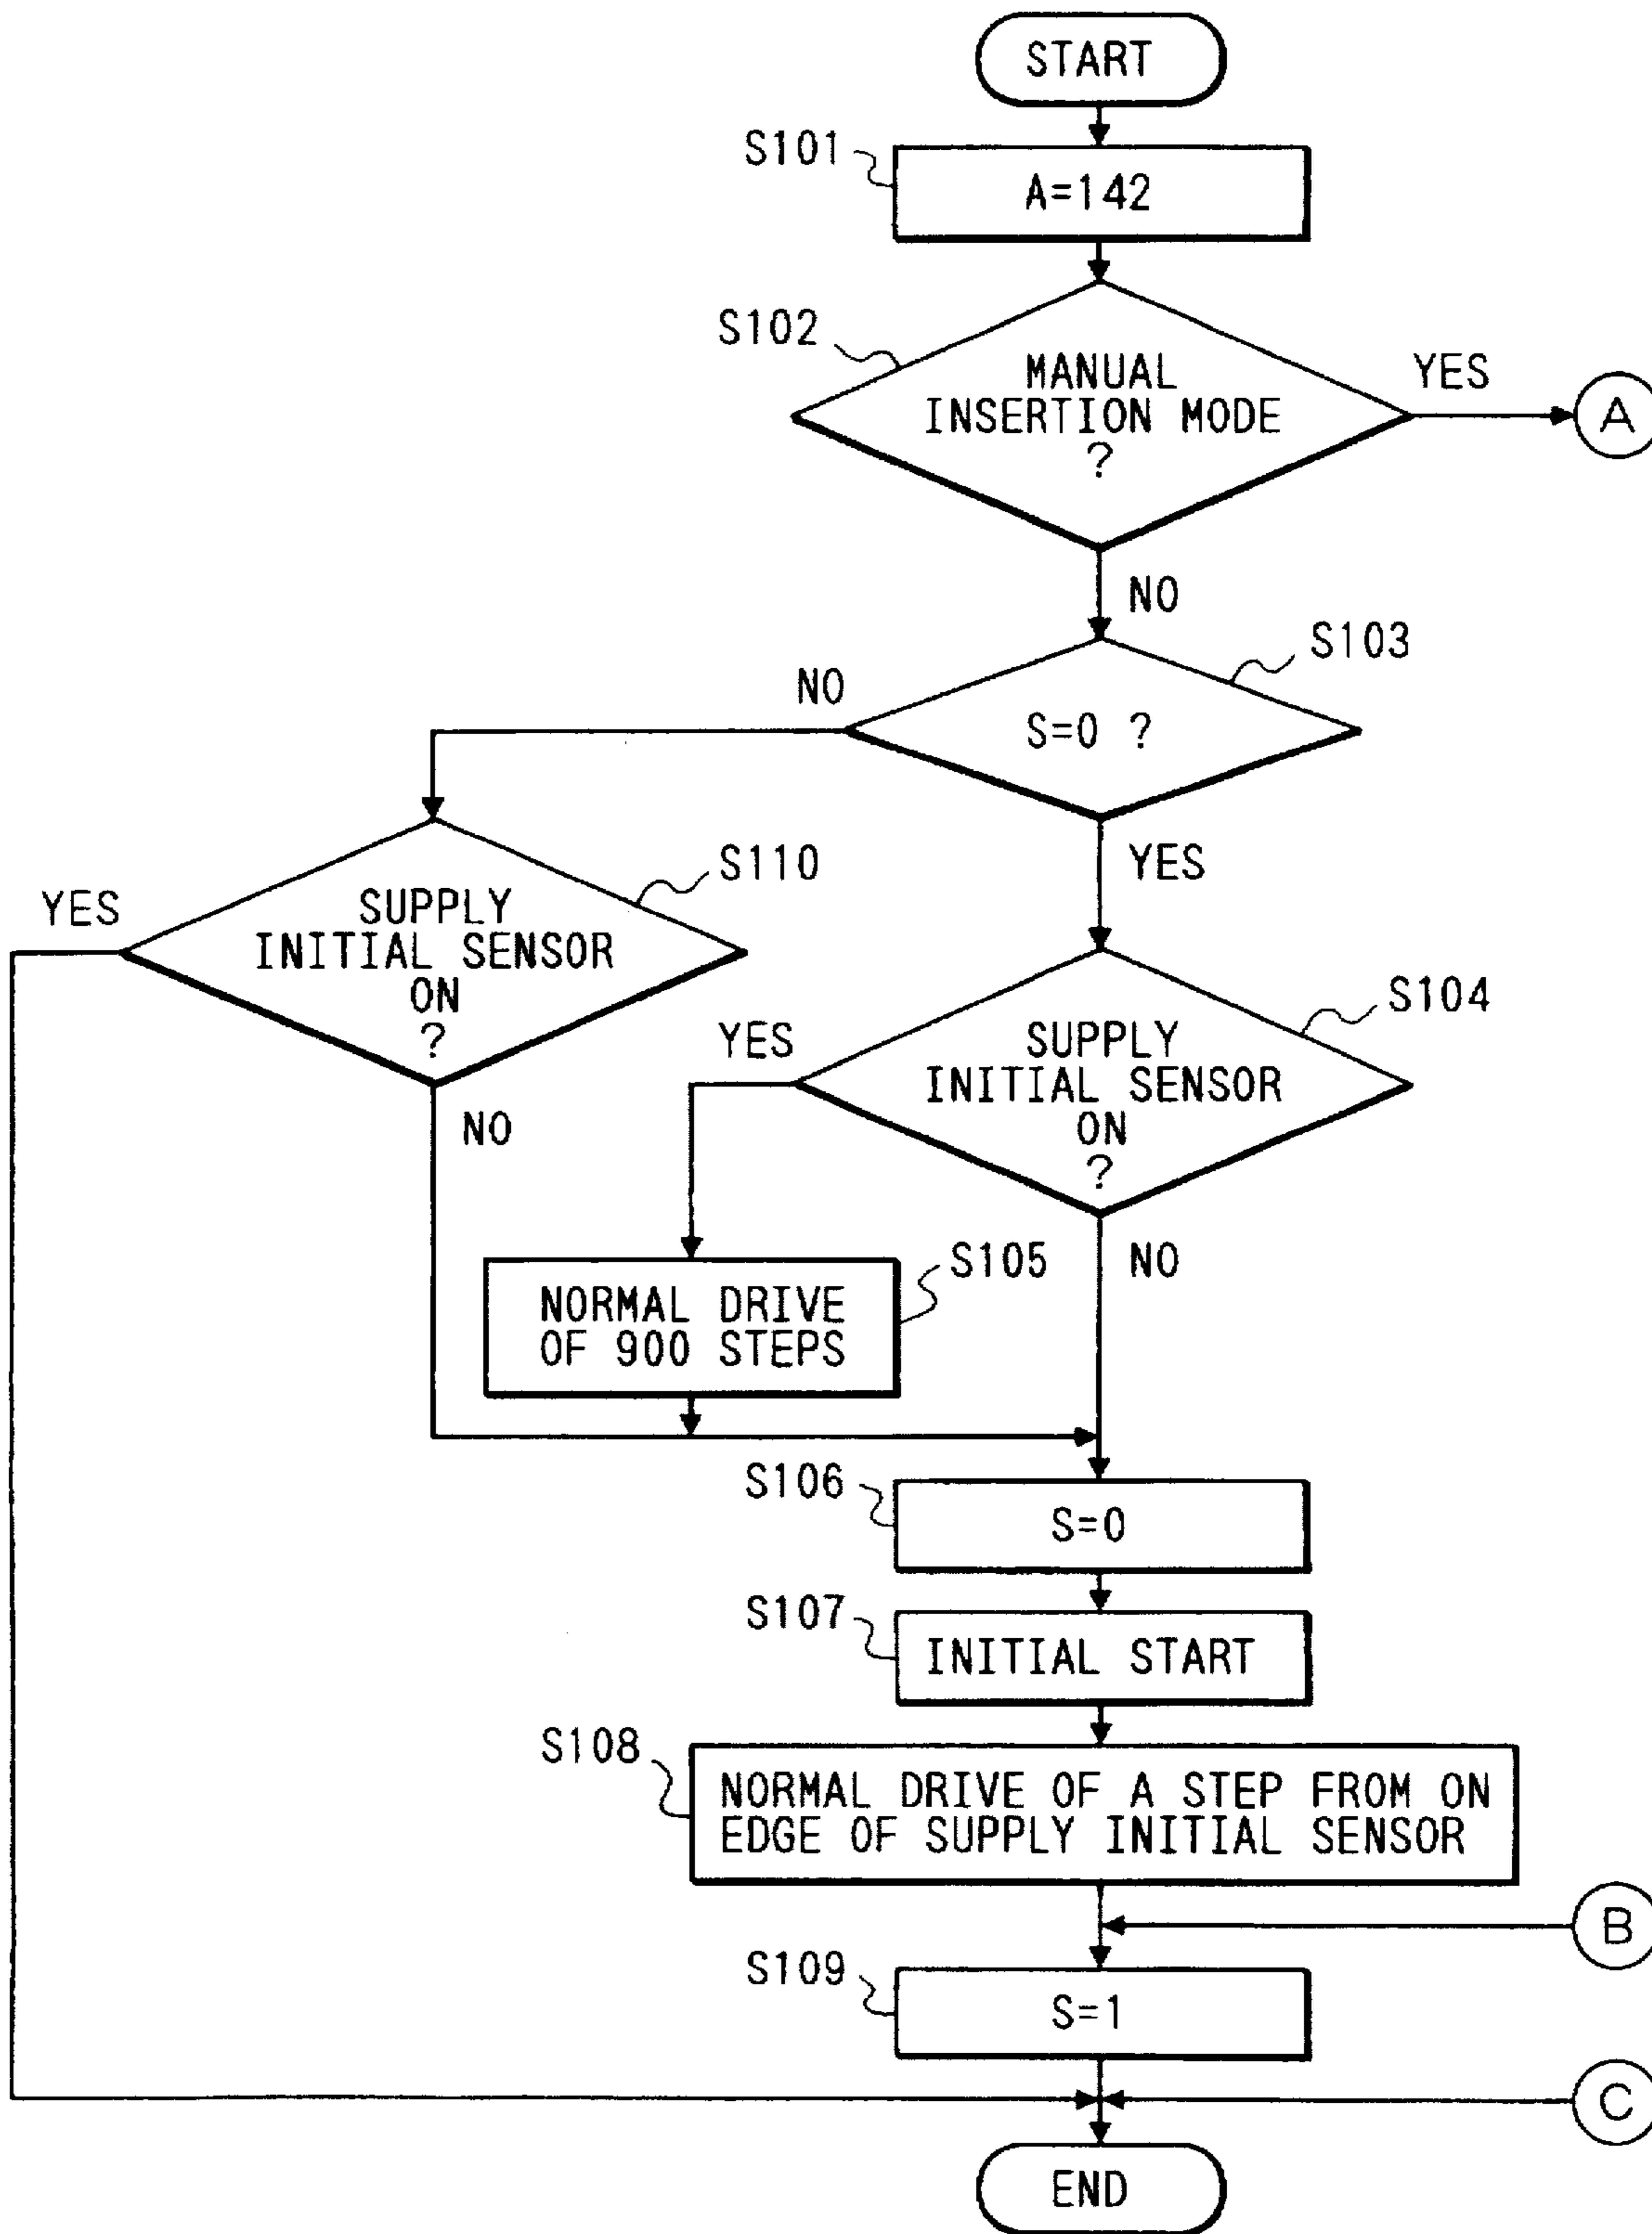 START
S101
A=142
S102
MANUAL
INSERTION MODE
?
YES
A
NO
S103
NO
S=0 ?
YES
S110
YES
SUPPLY
INITIAL SENSOR
ON
?
NO
S104
YES
SUPPLY
INITIAL SENSOR
ON
?
NO
S105
NORMAL DRIVE
OF 900 STEPS
S106
S=0
S107
INITIAL START
S108
NORMAL DRIVE OF A STEP FROM ON
EDGE OF SUPPLY INITIAL SENSOR
B
S109
S=1
C
END